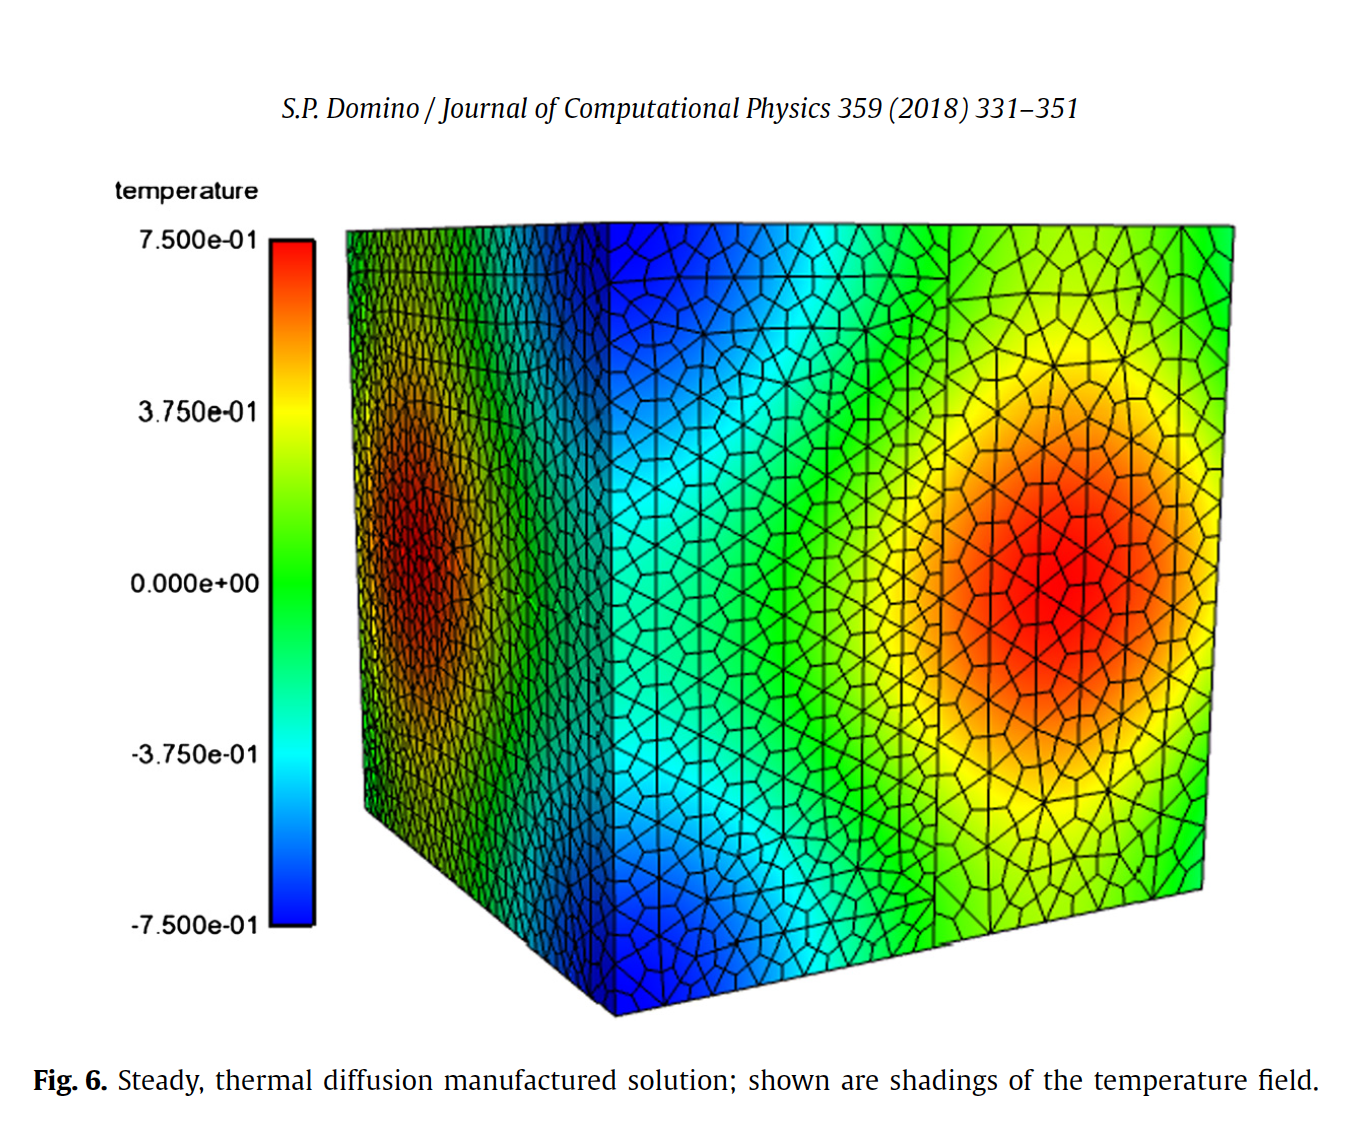 S.P. Domino / Journal of Computational Physics 359 (2018) 331–351
temperature
7.500e-01
3.750e-01
0.000e+00
-3.750e-01
-7.500e-01
Fig. 6. Steady, thermal diffusion manufactured solution; shown are shadings of the temperature field.